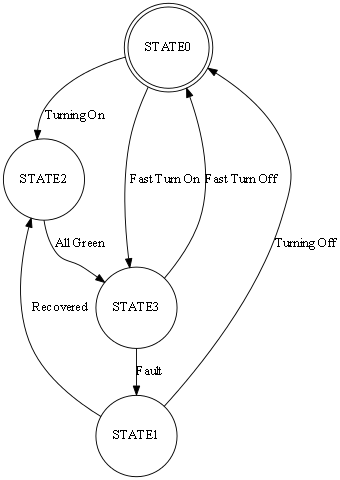 STATE0
Turning On
STATE2
Fast Turn On
Fast Turn Off
All Green
Turning Off
STATE3
Recovered
Fault
STATE1